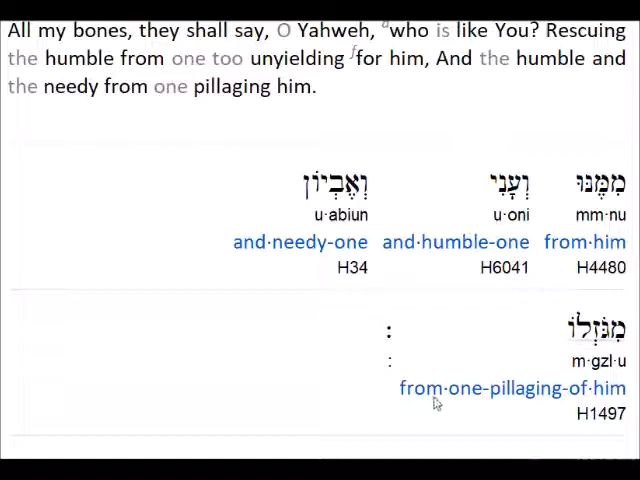 All my bones, they shall say, O Yahweh, a who is like You? Rescuing
the humble from one too unyielding f for him, And the humble and
the needy from one pillaging him.
מִמֶּנּוּ וְעָנִי וְאֶבְיוֹן
u·abiun u·oni mm·nu
and·needy-one and·humble-one from·him
H34 H6041 H4480
מִגֹּזְלוֹ :
: m·gzl·u
from·one-pillaging-of·him
H1497